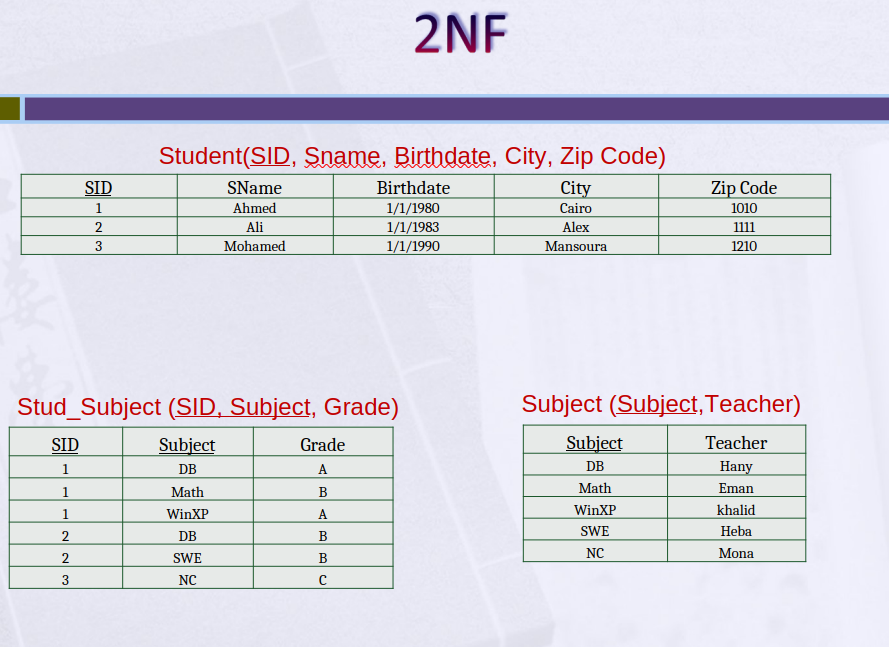 2NF
Student(SID, Sname, Birthdate, City, Zip Code)
SID SName Birthdate City Zip Code
1 Ahmed 1/1/1980 Cairo 1010
2 Ali 1/1/1983 Alex 1111
3 Mohamed 1/1/1990 Mansoura 1210
Stud_Subject (SID, Subject, Grade)
SID Subject Grade
1 DB A
1 Math B
1 WinXP A
2 DB B
2 SWE B
3 NC C
Subject (Subject,Teacher)
Subject Teacher
DB Hany
Math Eman
WinXP khalid
SWE Heba
NC Mona